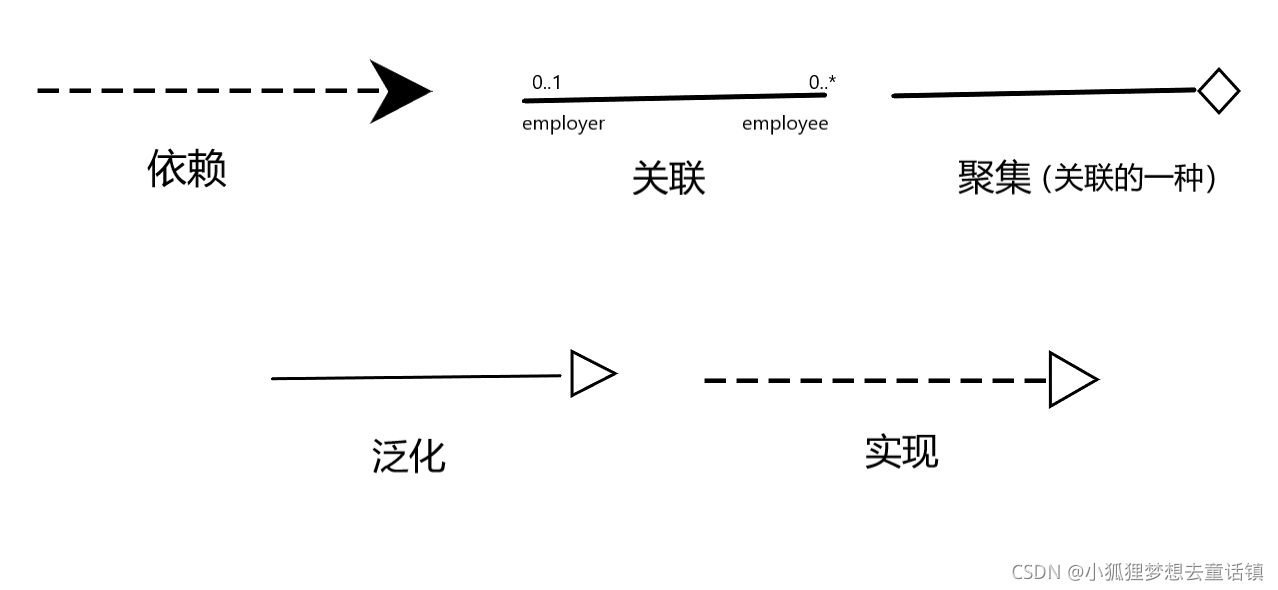 0..1
0..*
employer
employee
依赖
关联
聚集（关联的一种）
泛化
实现
CSDN @小狐狸梦想去童话镇